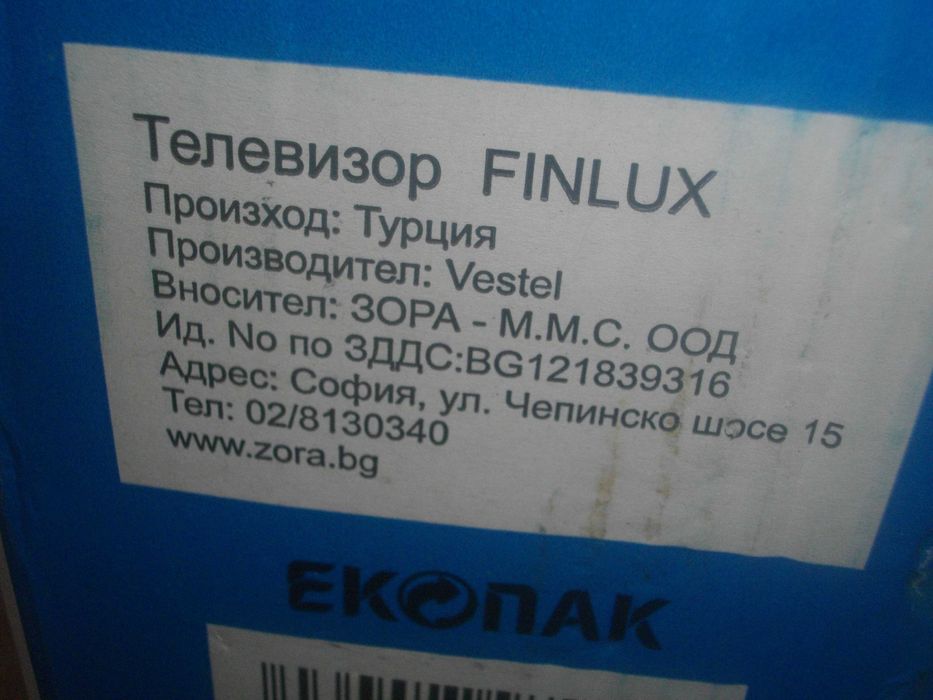 Телевизор FINLUX
Произход: Турция
Производител: Vestel
Вносител: ЗОРА - М.М.С. ООД
Ид. No по ЗДДС:BG121839316
Адрес: София, ул. Чепинско шосе 15
Тел: 02/8130340
www.zora.bg
ЕКОПАК